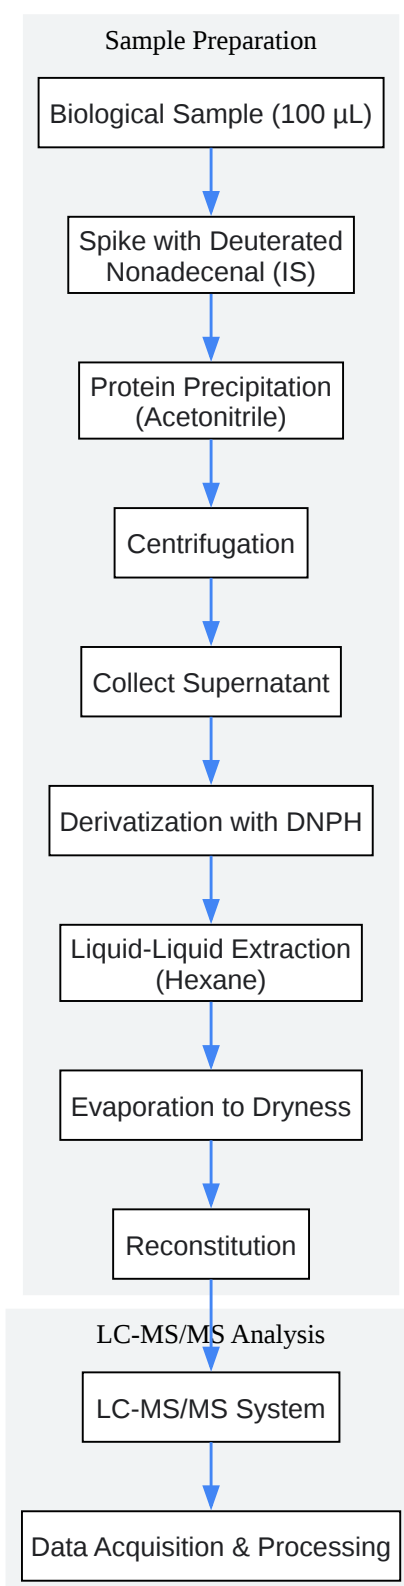 Sample Preparation
Biological Sample (100 µL)
Spike with Deuterated
Nonadecenal (IS)
Protein Precipitation
(Acetonitrile)
Centrifugation
Collect Supernatant
Derivatization with DNPH
Liquid-Liquid Extraction
(Hexane)
Evaporation to Dryness
Reconstitution
LC-MS/MS Analysis
LC-MS/MS System
Data Acquisition & Processing